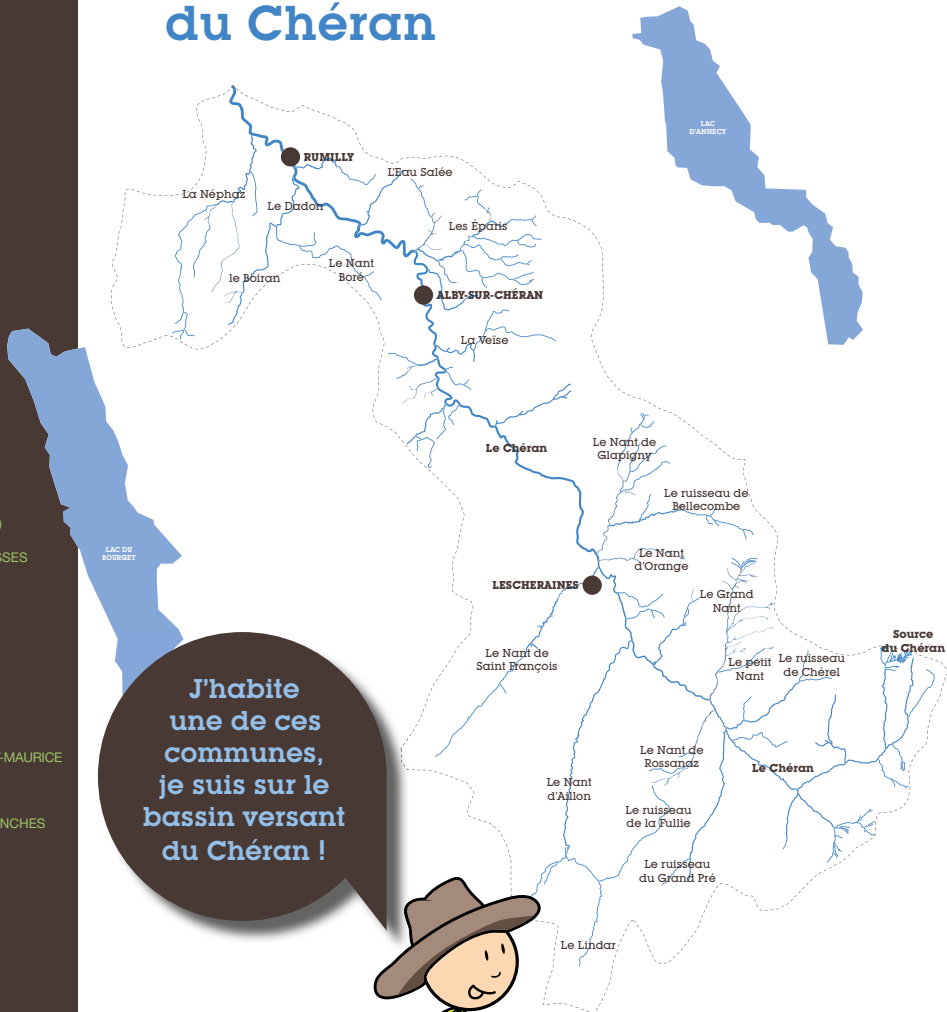 du Chéran
LAC
D'ANNECY
RUMILLY
L'Eau Salée
La Néphaz
Le Dadon
Les Éparis
Le Nant
Boré
le Boiran
ALBY-SUR-CHÉRAN
La Veïse
Le Chéran
Le Nant de
Glapigny
Le ruisseau de
Bellecombe
LAC DU
BOURGET
SSES
Le Nant
d'Orange
LESCHERAINES
Le Grand
Nant
Source
du Chéran
Le Nant de
Saint François
Le petit
Nant
Le ruisseau
de Chérel
J'habite
une de ces
communes,
je suis sur le
bassin versant
du Chéran !
-MAURICE
NCHES
Le Nant de
Rossanaz
Le Chéran
Le Nant
d'Aillon
Le ruisseau
de la Fullie
Le ruisseau
du Grand Pré
Le Lindar